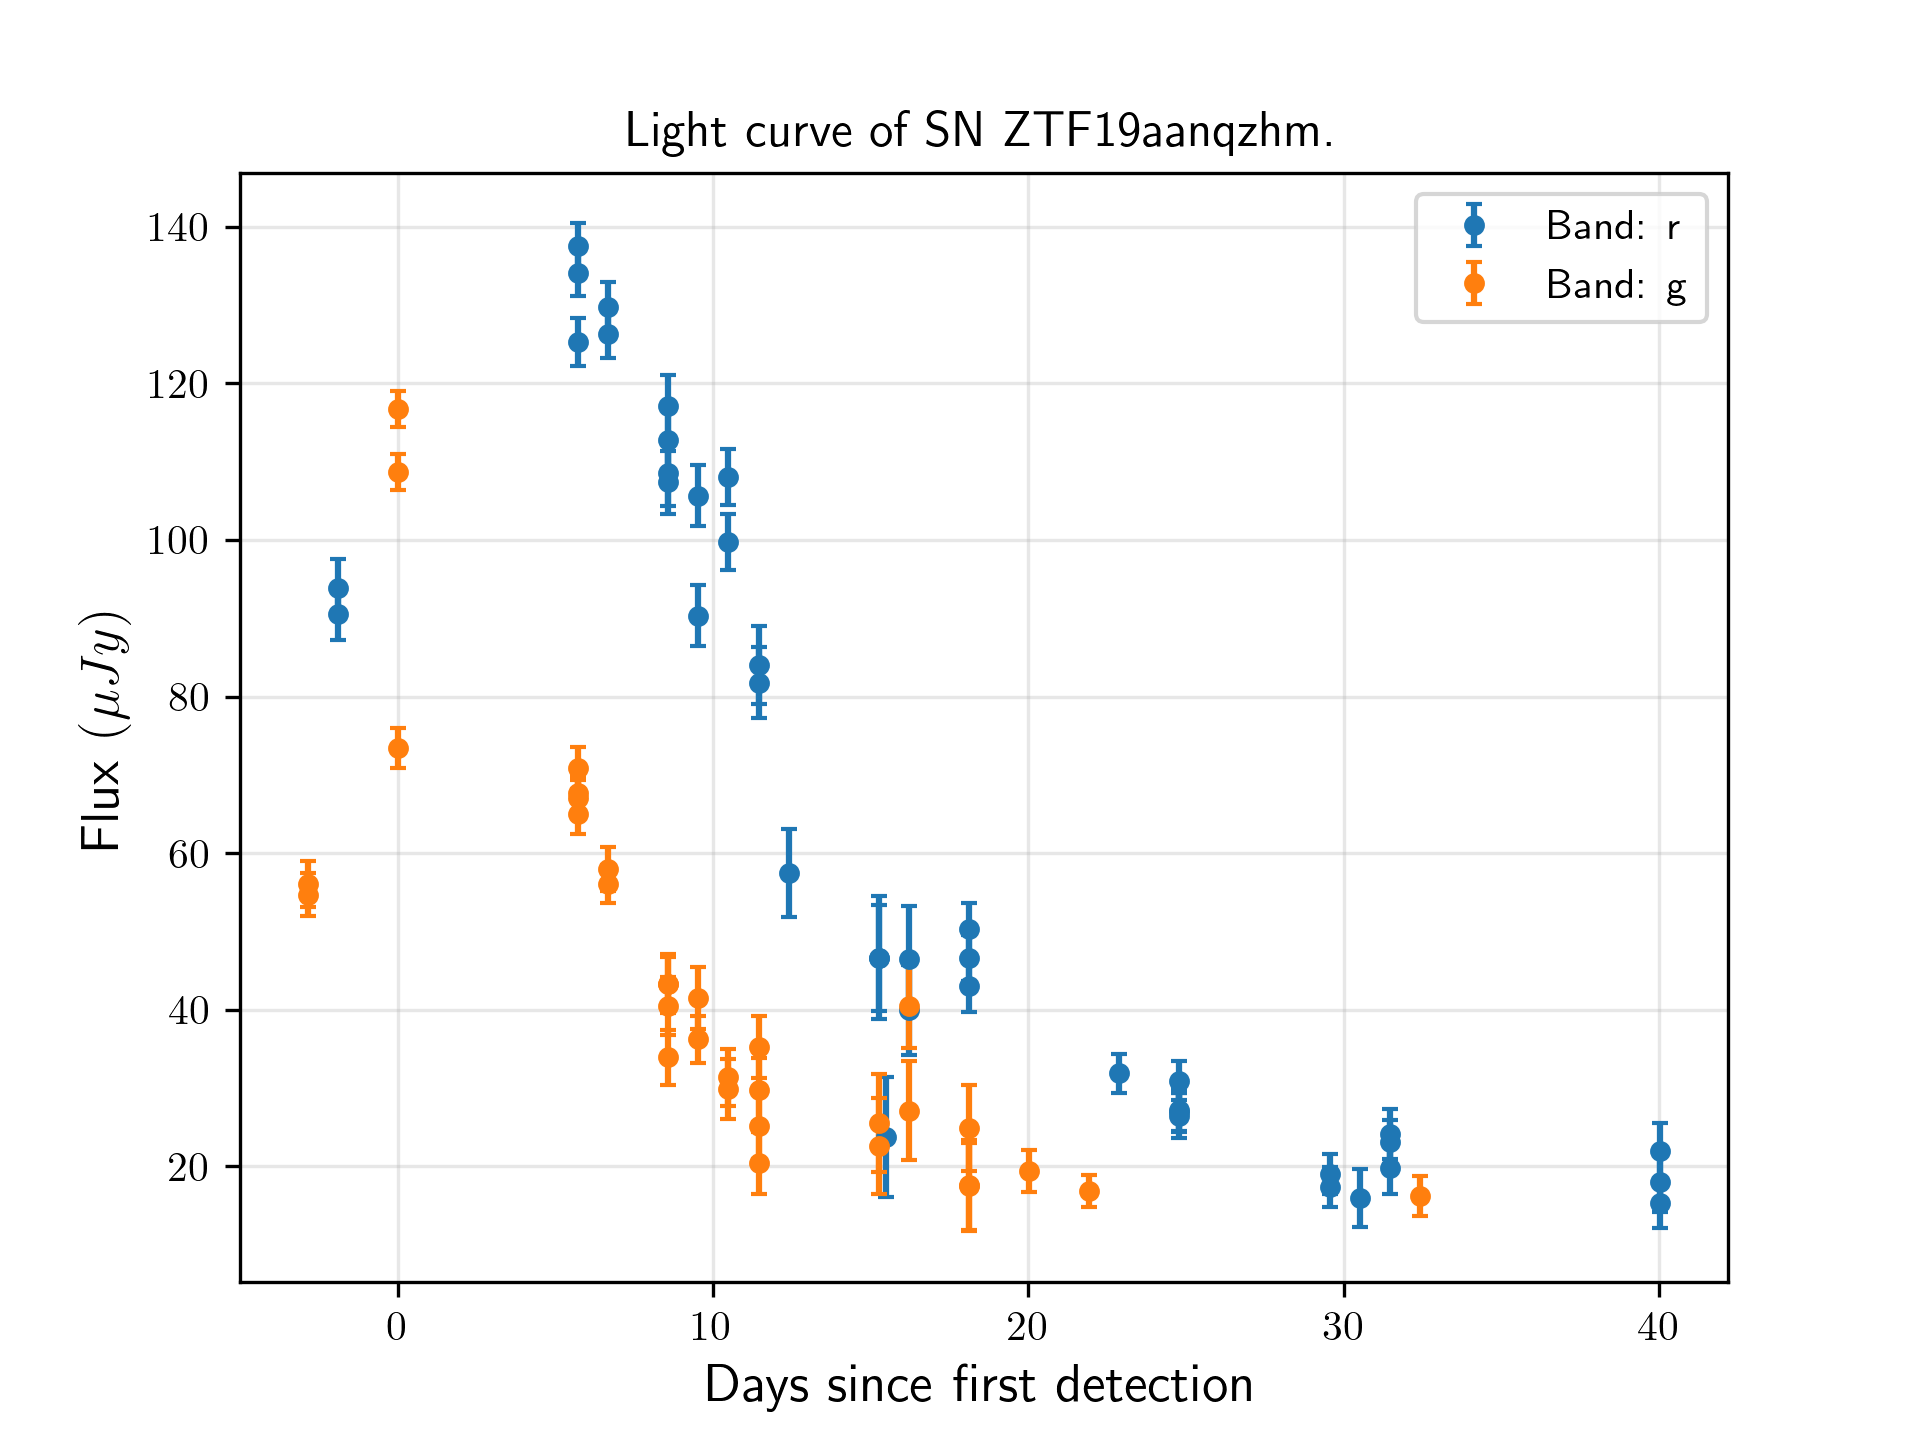 Light curve of SN ZTF19aanqzhm.
Band: r
Band: g
140
120
100
80
60
40
20
Flux (μJy)
0 10 20 30 40
Days since first detection